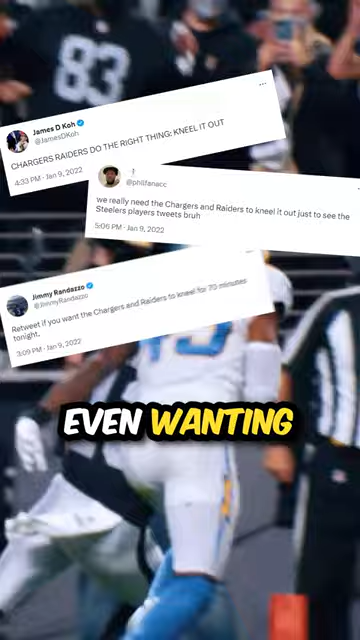 83
James D Koh
@JamesDKoh
CHARGERS RAIDERS DO THE RIGHT THING: KNEEL IT OUT
4:33 PM · Jan 9, 2022
@philfanacc
we really need the Chargers and Raiders to kneel it out just to see the
Steelers players tweets bruh
5:06 PM · Jan 9, 2022
Jimmy Randazzo
@JimmyRandazzo
Retweet if you want the Chargers and Raiders to kneel for 70 minutes
tonight.
3:09 PM · Jan 9, 2022
EVEN WANTING